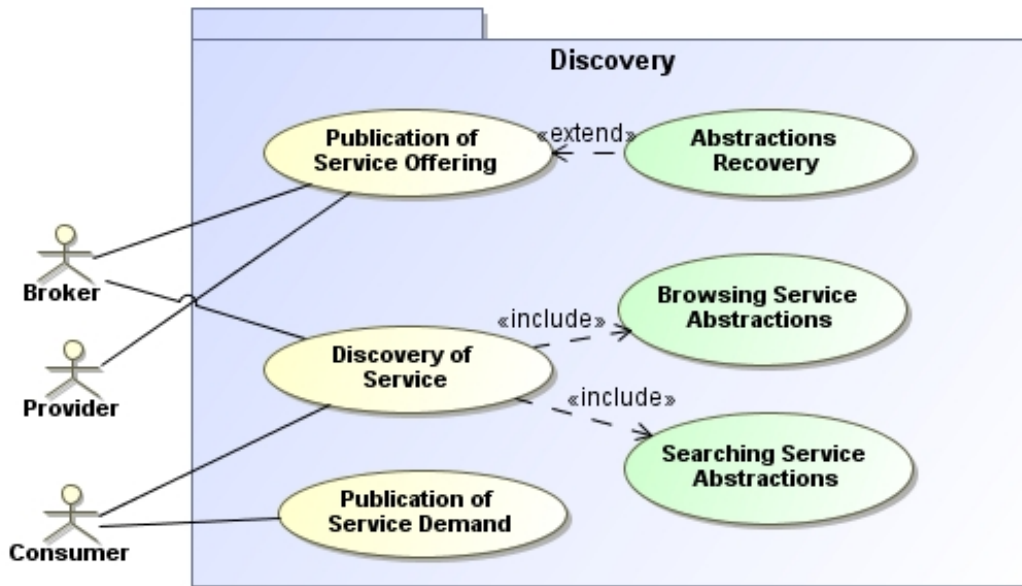 Discovery
Publication of
Service Offering
«extend»
Abstractions
Recovery
Broker
Browsing Service
Abstractions
«include»
Discovery of
Service
Provider
«include»
Searching Service
Abstractions
Publication of
Service Demand
Consumer